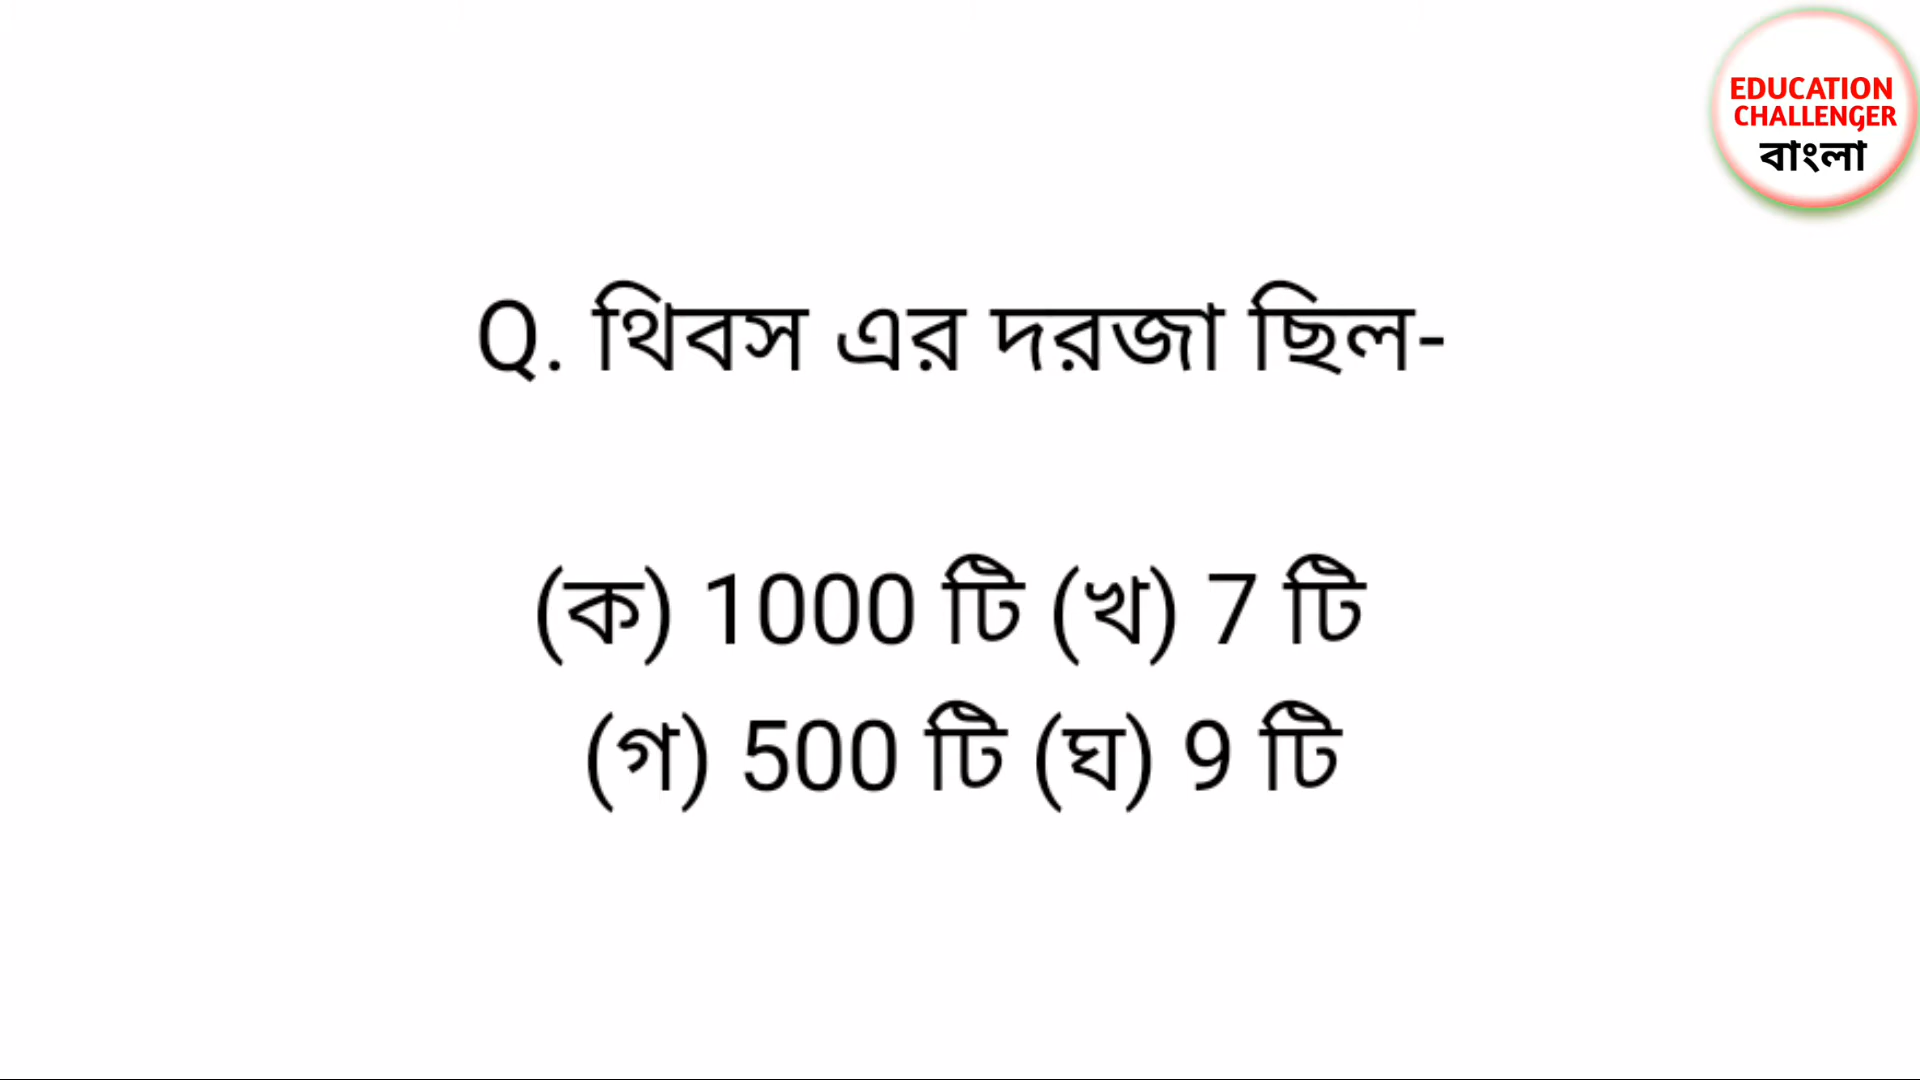 EDUCATION
CHALLENGER
বাংলা
Q. থিবস এর দরজা ছিল-
(ক) 1000 টি (খ) 7 টি
(গ) 500 টি (ঘ) 9 টি